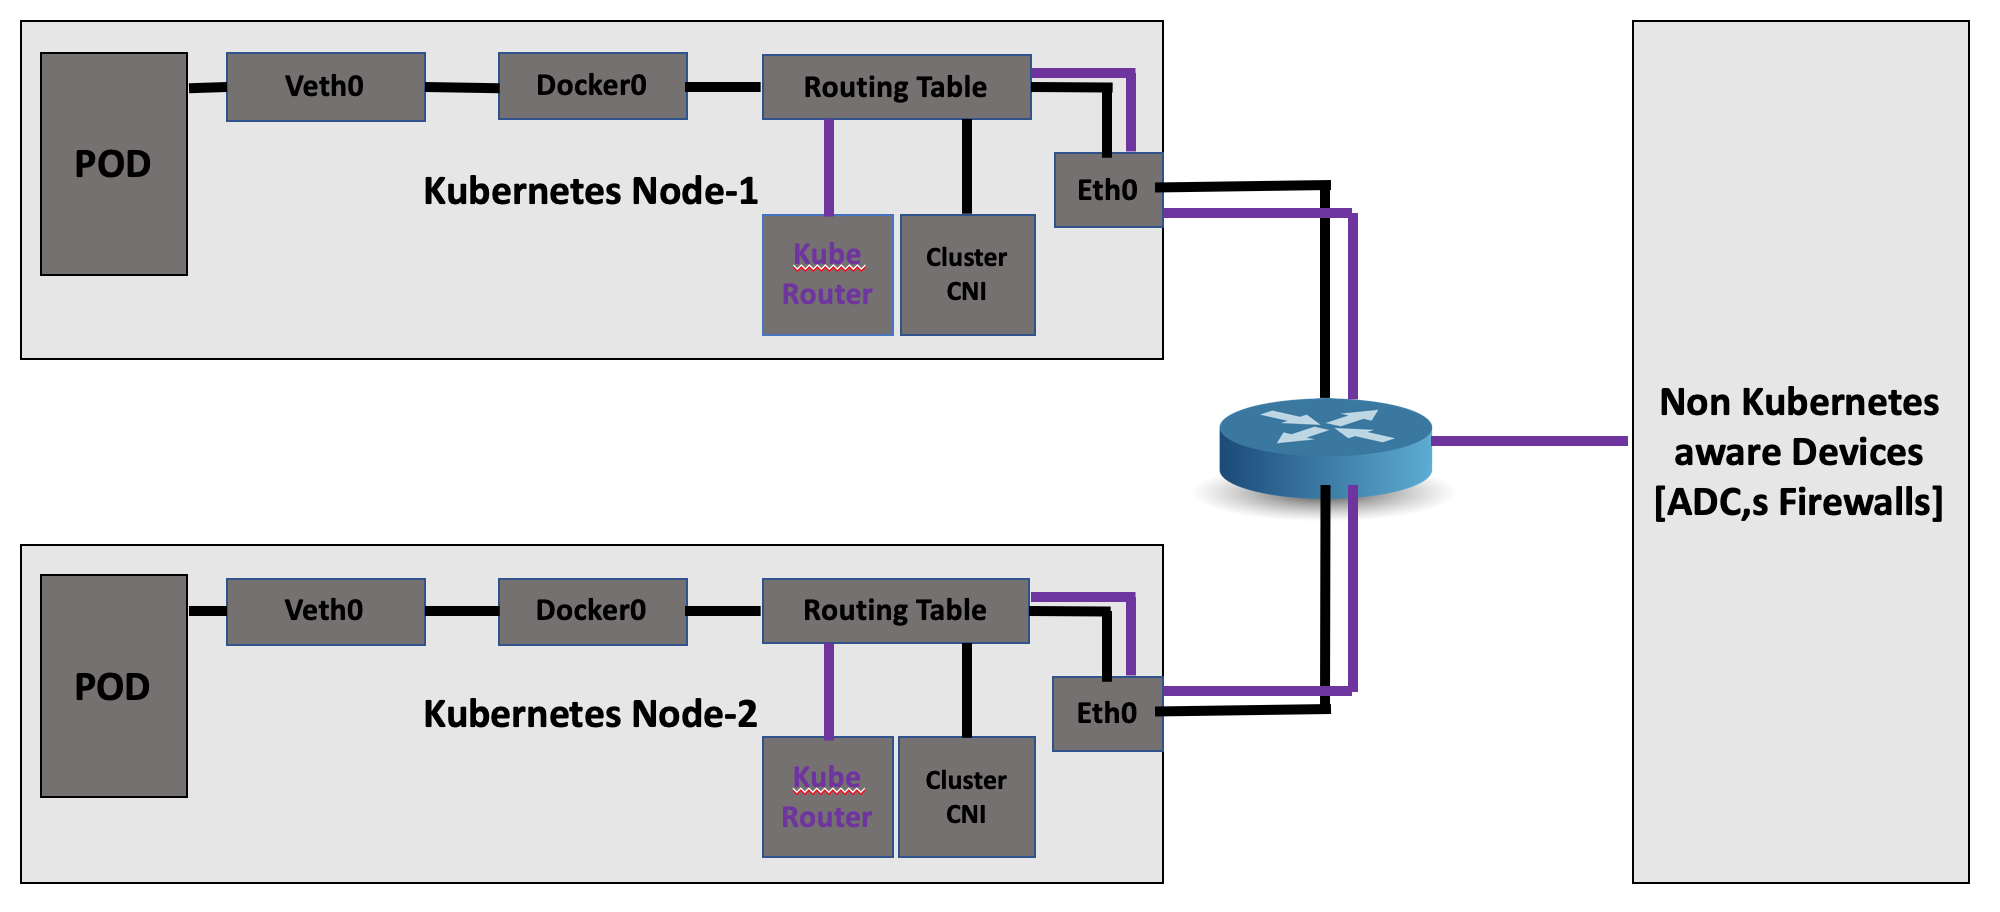 POD
Veth0
Docker0
Routing Table
Kubernetes Node-1
Eth0
Kube
Router
Cluster
CNI
Non Kubernetes
aware Devices
[ADC,s Firewalls]
POD
Veth0
Docker0
Routing Table
Kubernetes Node-2
Eth0
Kube
Router
Cluster
CNI